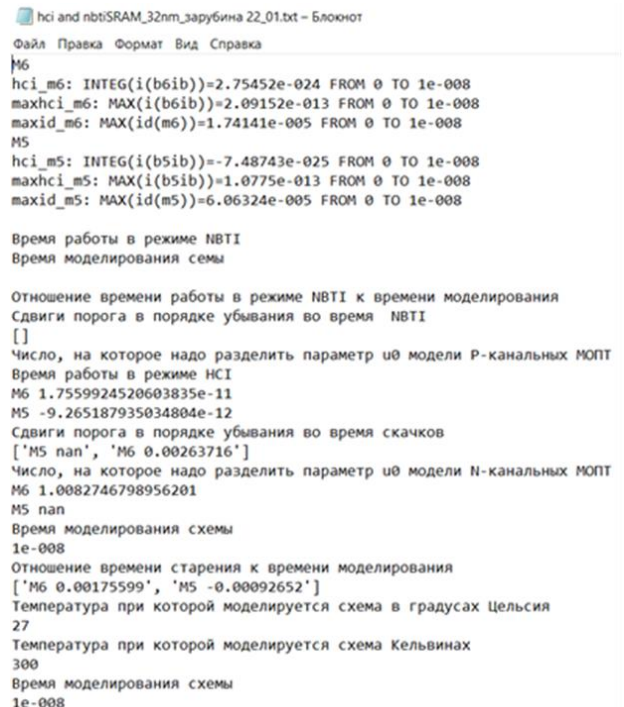 hci and nbtiSRAM_32nm_зарубина 22_01.txt – Блокнот
Файл Правка Формат Вид Справка
M6
hci_m6: INTEG(i(b6ib))=2.75452e-024 FROM 0 TO 1e-008
maxhci_m6: MAX(i(b6ib))=2.09152e-013 FROM 0 TO 1e-008
maxid_m6: MAX(id(m6))=1.74141e-005 FROM 0 TO 1e-008
M5
hci_m5: INTEG(i(b5ib))=-7.48743e-025 FROM 0 TO 1e-008
maxhci_m5: MAX(i(b5ib))=1.0775e-013 FROM 0 TO 1e-008
maxid_m5: MAX(id(m5))=6.06324e-005 FROM 0 TO 1e-008
Время работы в режиме NBTI
Время моделирования семы
Отношение времени работы в режиме NBTI к времени моделирования
Сдвиги порога в порядке убывания во время NBTI
[]
Число, на которое надо разделить параметр u0 модели P-канальных МОПТ
Время работы в режиме HCI
M6 1.7559924520603835e-11
M5 -9.265187935034804e-12
Сдвиги порога в порядке убывания во время скачков
['M5 nan', 'M6 0.00263716']
Число, на которое надо разделить параметр u0 модели N-канальных МОПТ
M6 1.0082746798956201
M5 nan
Время моделирования схемы
1e-008
Отношение времени старения к времени моделирования
['M6 0.00175599', 'M5 -0.00092652']
Температура при которой моделируется схема в градусах Цельсия
27
Температура при которой моделируется схема Кельвинах
300
Время моделирования схемы
1e-008